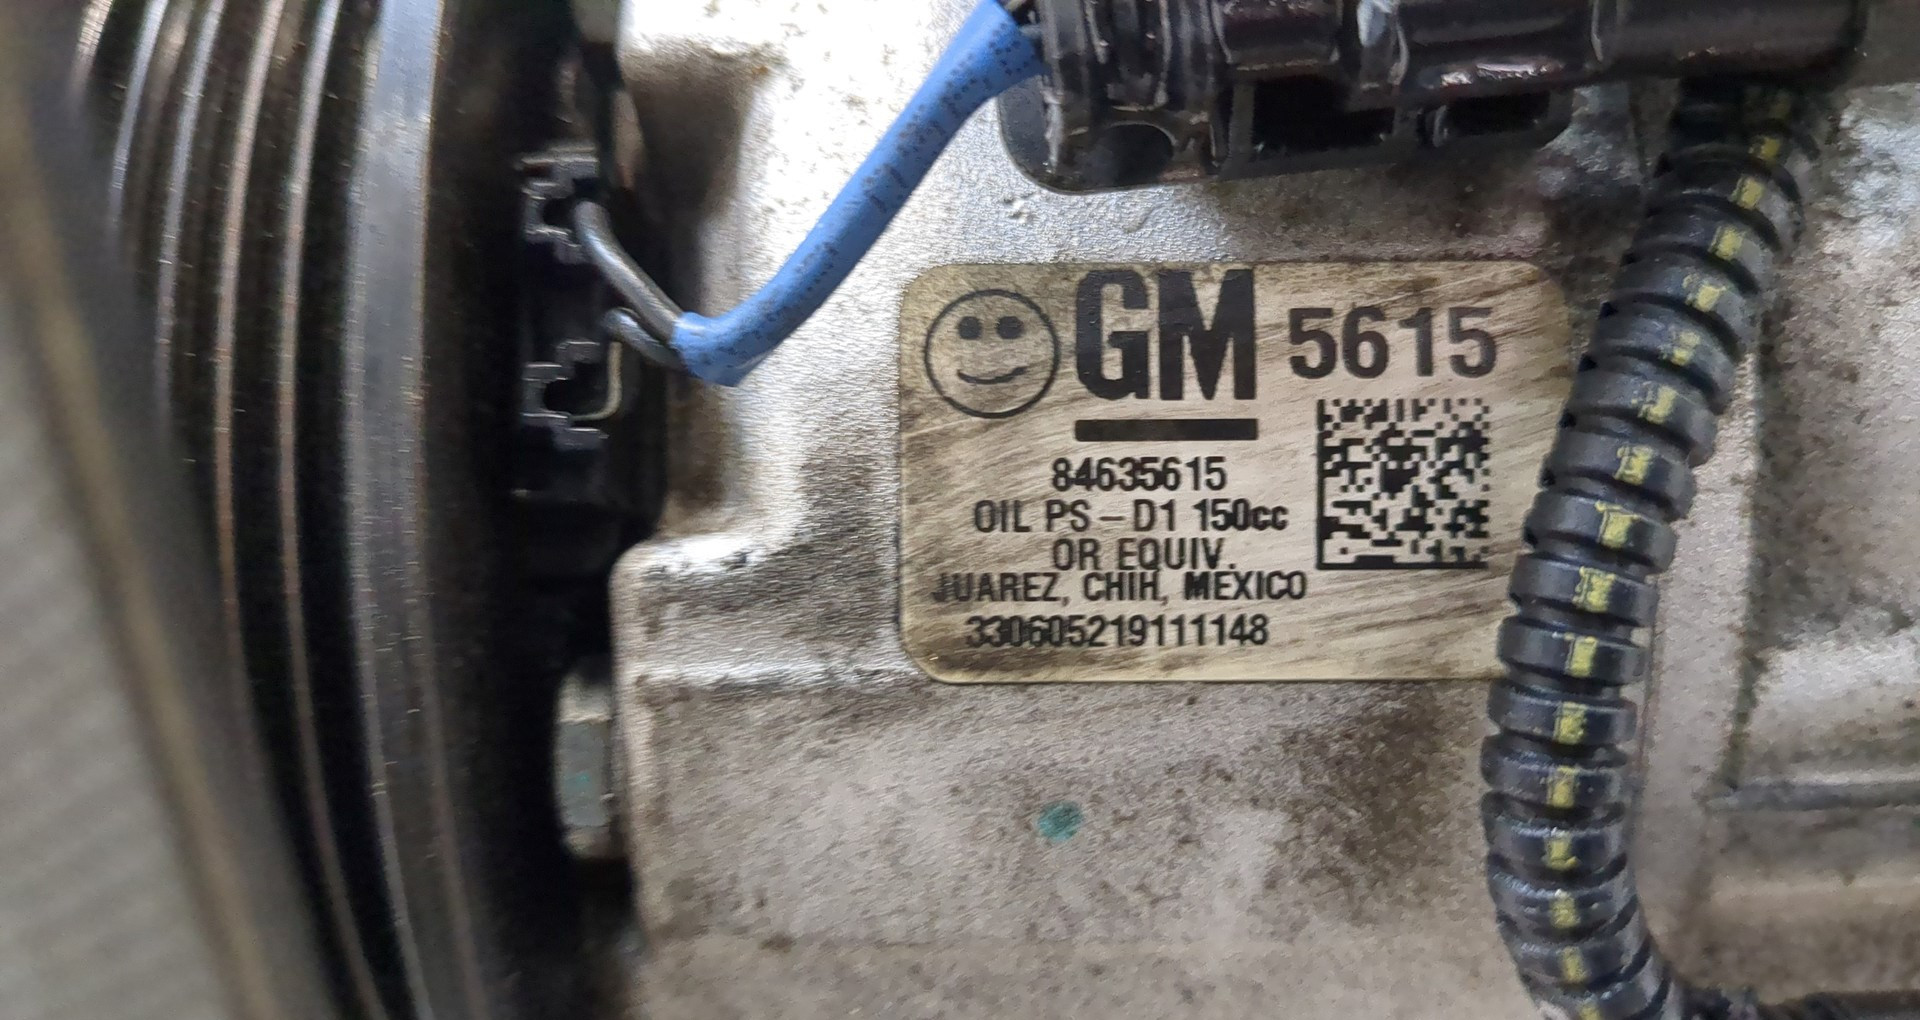 GM 5615
84635615
OIL PS – D1 150cc
OR EQUIV.
JUAREZ, CHIH, MEXICO
330605219111148